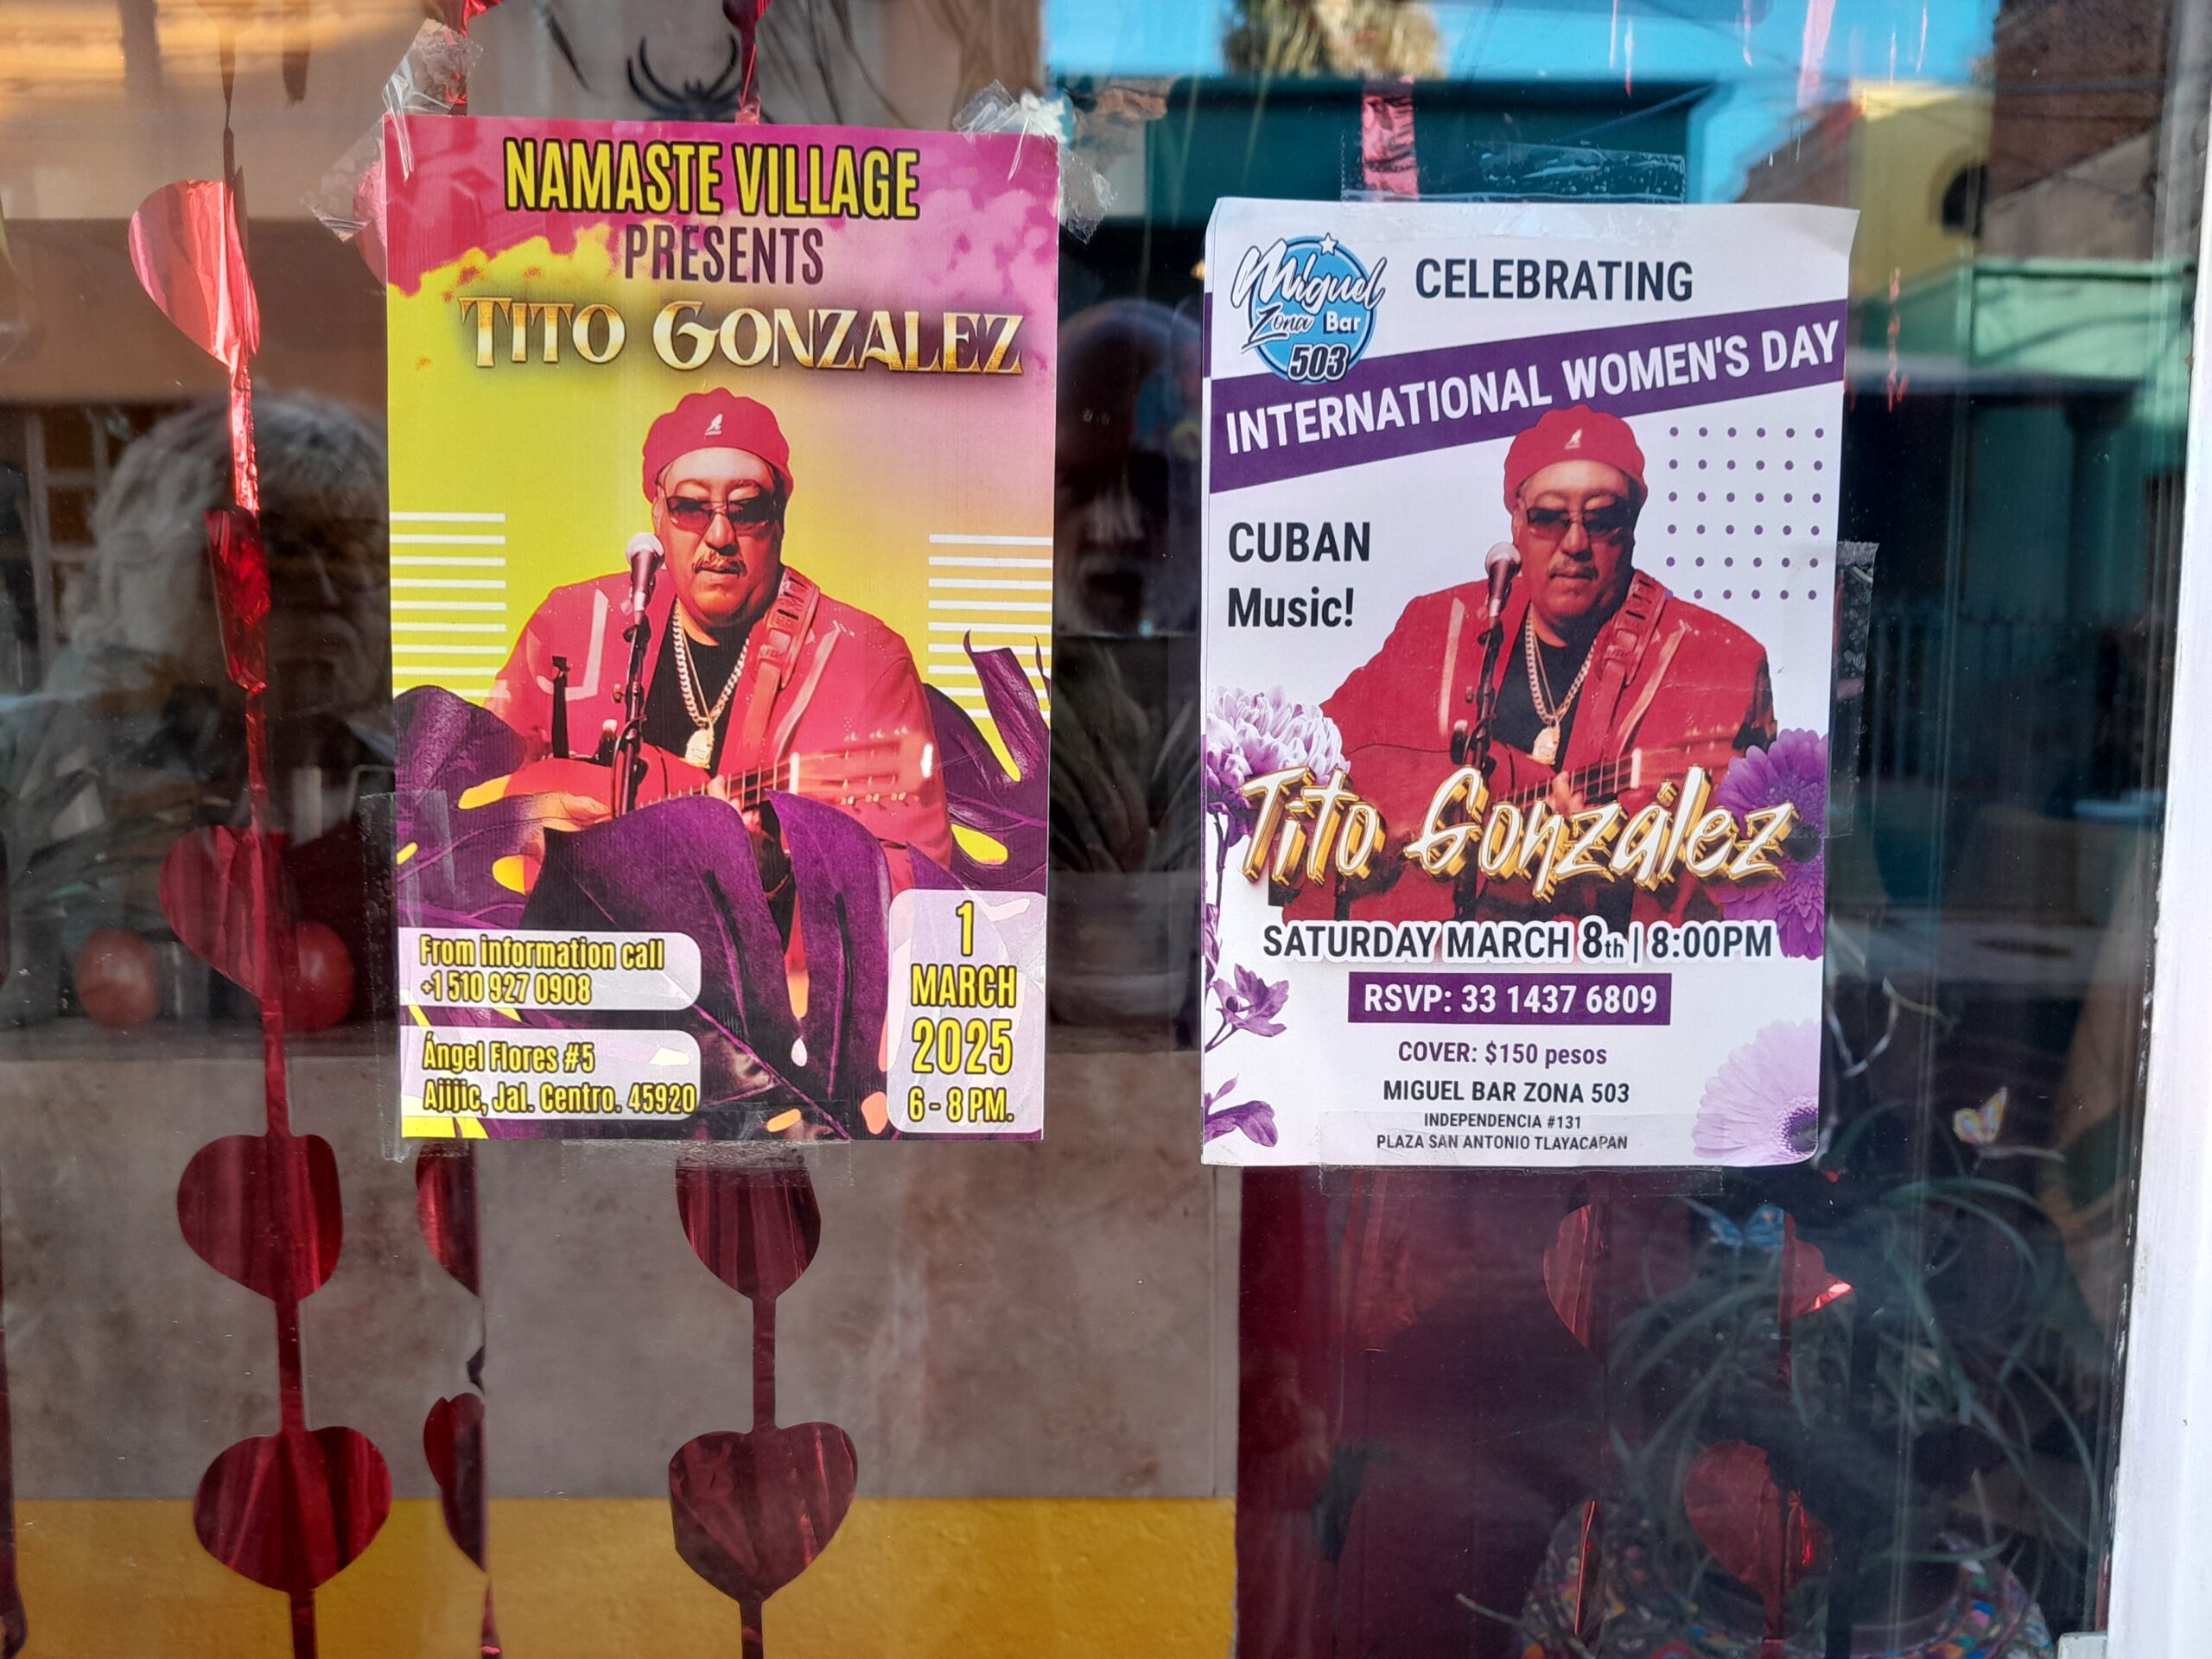 NAMASTE VILLAGE
PRESENTS
TITO GONZALEZ
From information call
+1 510 927 0908
Ángel Flores #5
Ajijic, Jal. Centro. 45920
1
MARCH
2025
6 - 8 PM.
Miguel
Zona Bar
503
CELEBRATING
INTERNATIONAL WOMEN'S DAY
CUBAN
Music!
Tito González
SATURDAY MARCH 8th | 8:00PM
RSVP: 33 1437 6809
COVER: $150 pesos
MIGUEL BAR ZONA 503
INDEPENDENCIA #131
PLAZA SAN ANTONIO TLAYACAPAN